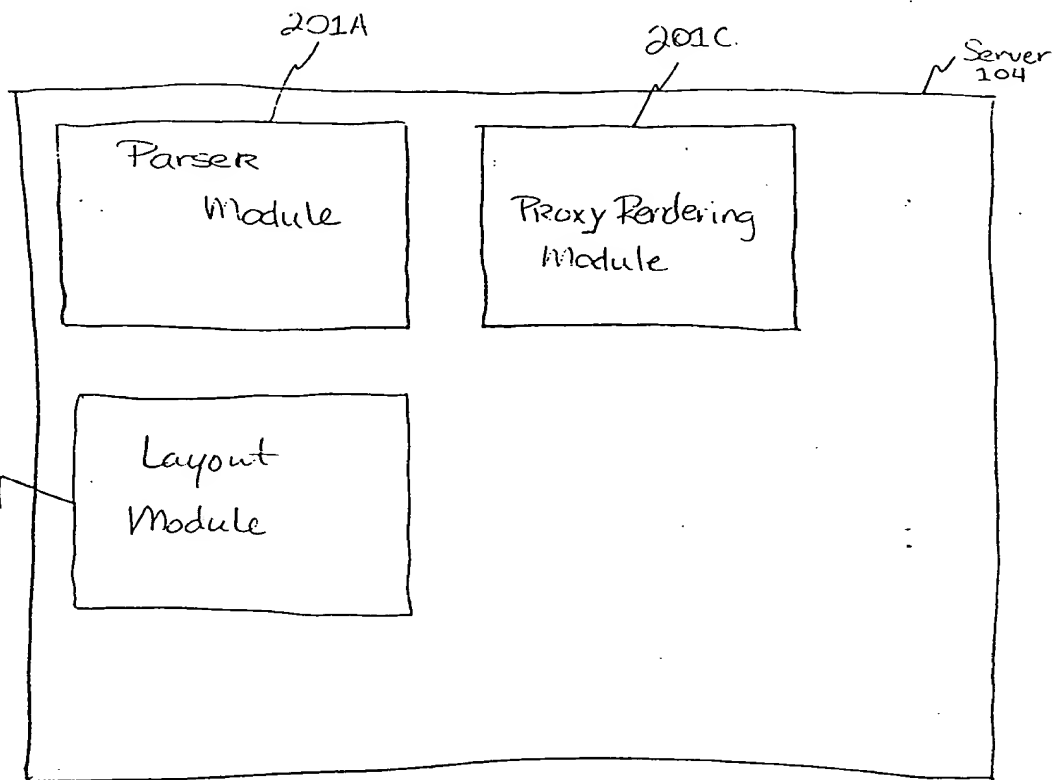 201A
201C.
Server
104
Parser
Module
Proxy Rendering
Module
Layout
Module